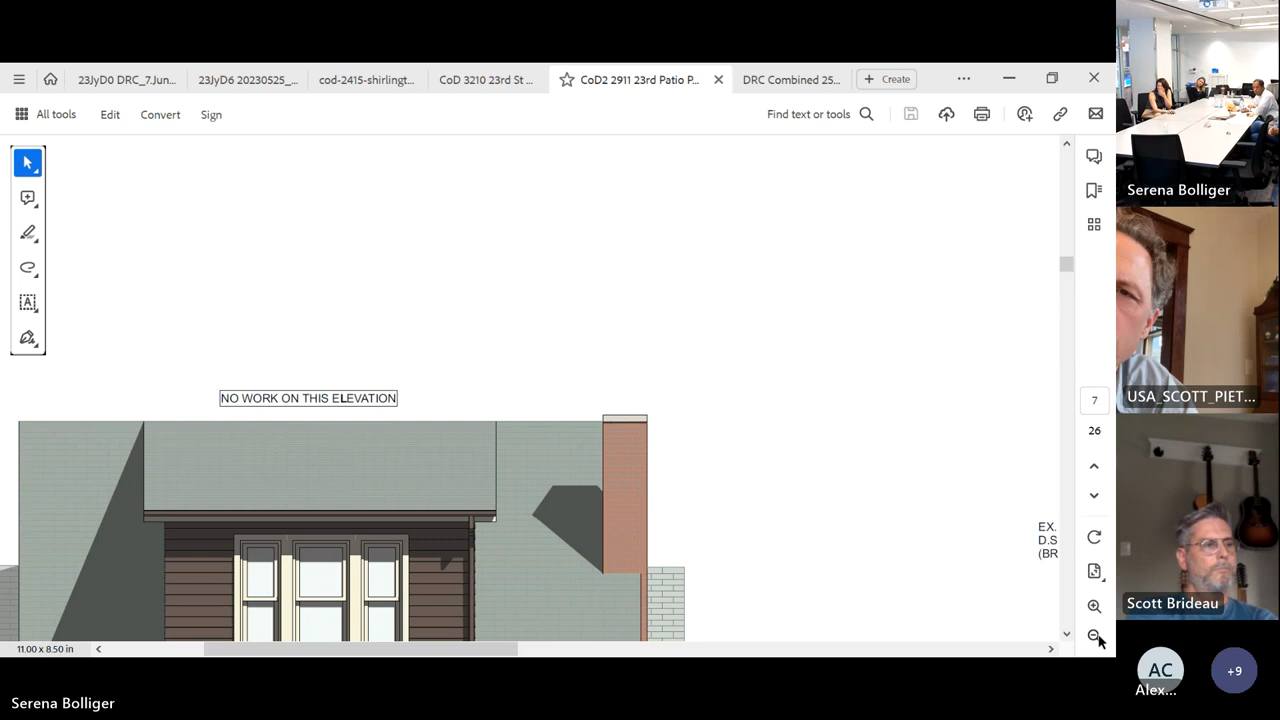 23JyD0 DRC_7.Jun...
23JyD6 20230525_...
cod-2415-shirlingt...
CoD 3210 23rd St ...
CoD2 2911 23rd Patio P...
DRC Combined 25...
Create
All tools
Edit
Convert
Sign
Find text or tools
NO WORK ON THIS ELEVATION
EX.
D.S
(BR
7
26
11.00 x 8.50 in
Serena Bolliger
USA_SCOTT_PIET...
Scott Brideau
AC
Alex...
+9
Serena Bolliger